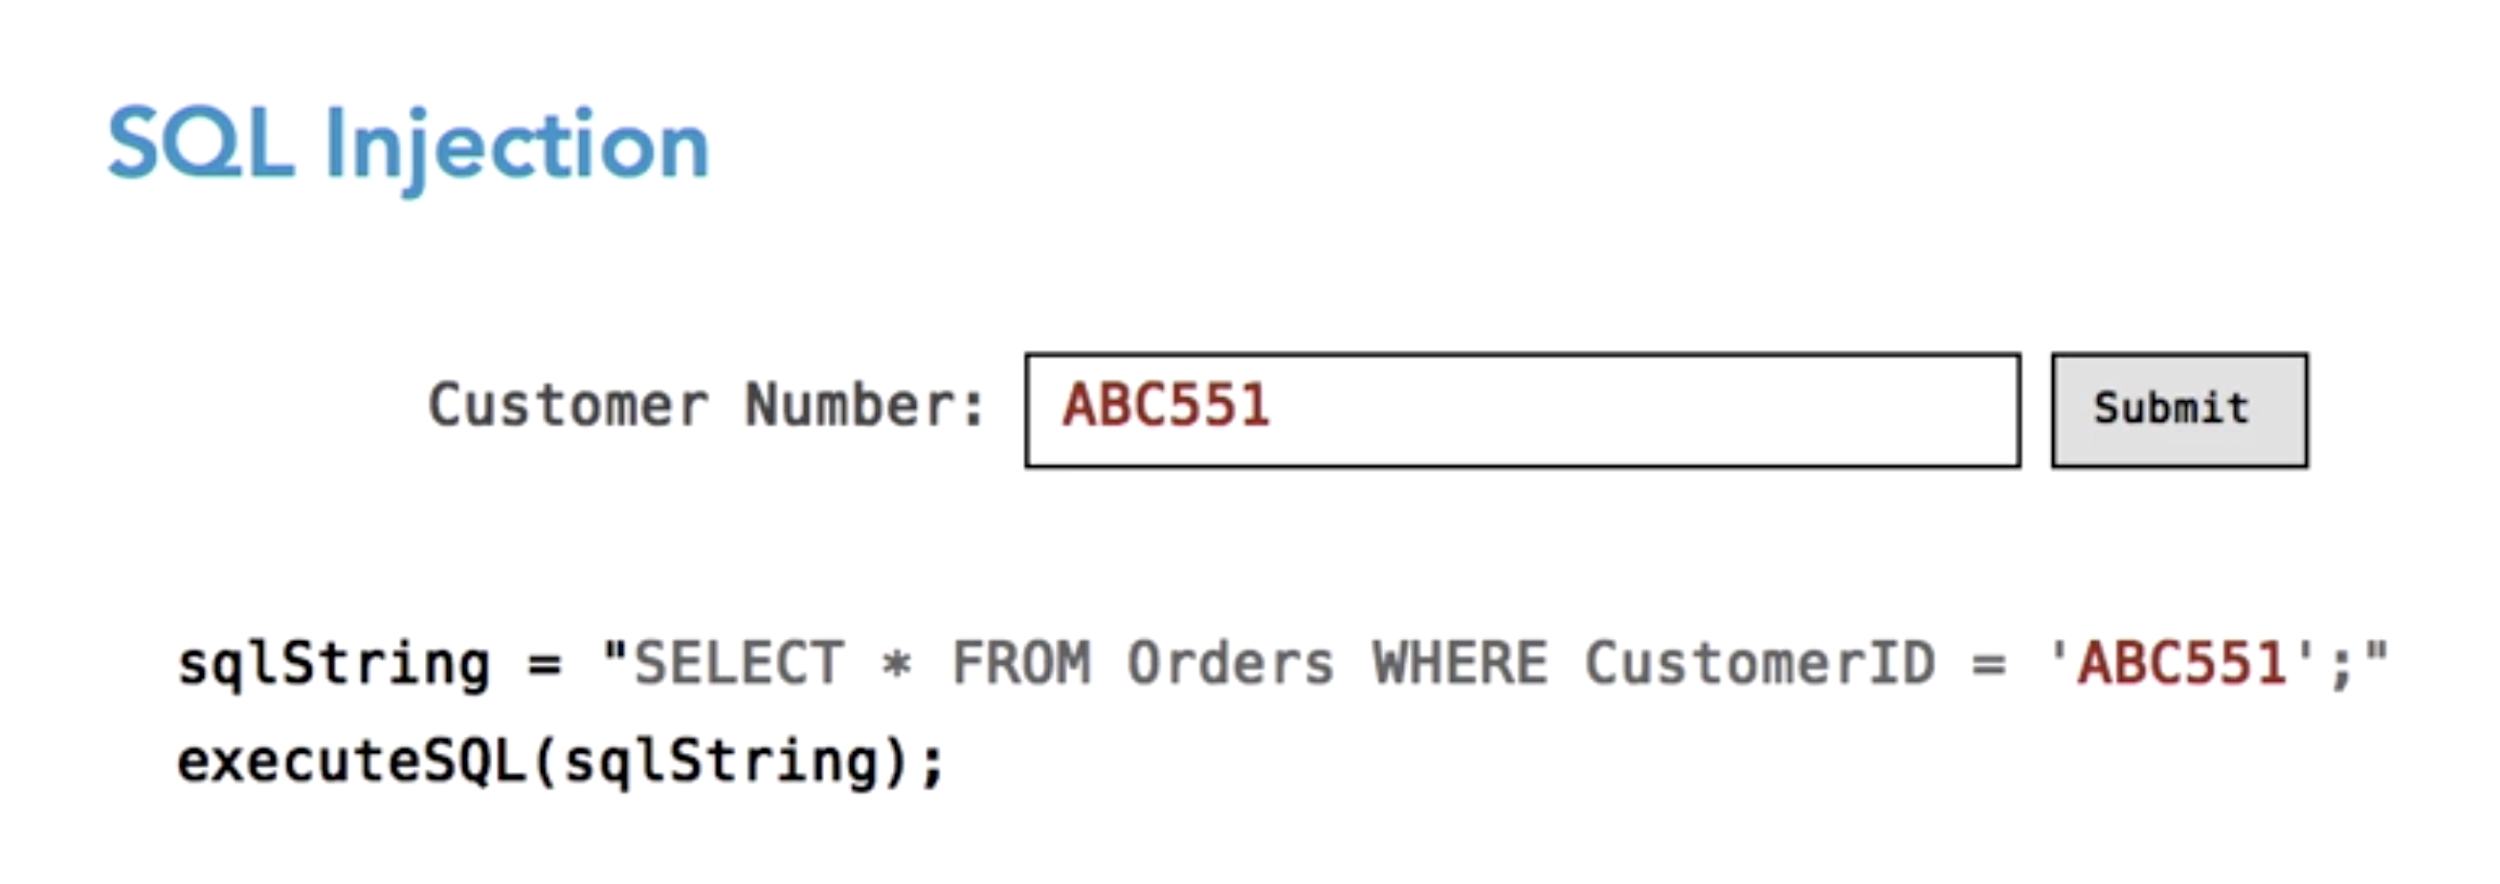 SQL Injection
Customer Number: ABC551 Submit
sqlString = "SELECT * FROM Orders WHERE CustomerID = 'ABC551';"
executeSQL(sqlString);